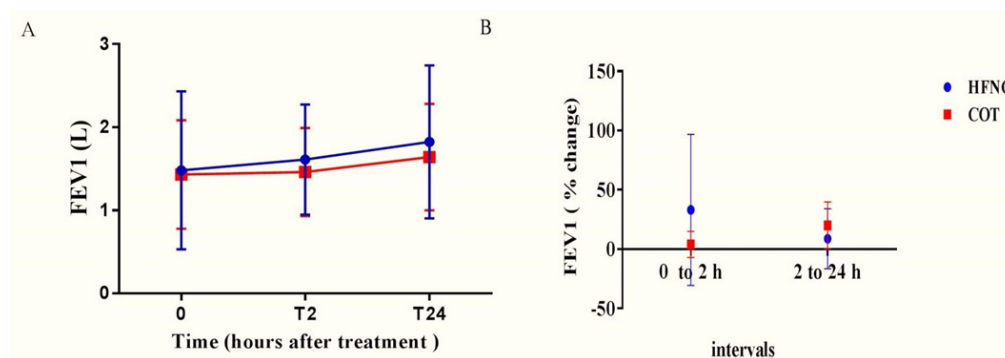 A
3
2
1
0
FEV1 (L)
0
T2
T24
Time (hours after treatment )
B
150
100
50
0
-50
FEV1 ( % change)
0 to 2 h
2 to 24 h
intervals
HFNC
COT